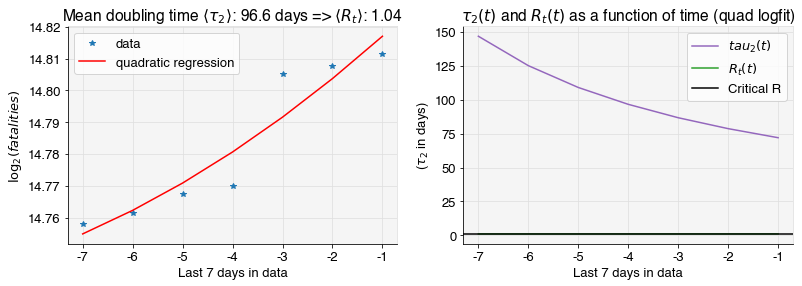 Mean doubling time ⟨τ₂⟩: 96.6 days => ⟨Rₜ⟩: 1.04
14.82
14.81
14.80
14.79
14.78
14.77
14.76
log₂(fatalities)
data
quadratic regression
-7 -6 -5 -4 -3 -2 -1
Last 7 days in data
τ₂(t) and Rₜ(t) as a function of time (quad logfit)
150
125
100
75
50
25
0
(τ₂ in days)
tau₂(t)
Rₜ(t)
Critical R
-7 -6 -5 -4 -3 -2 -1
Last 7 days in data